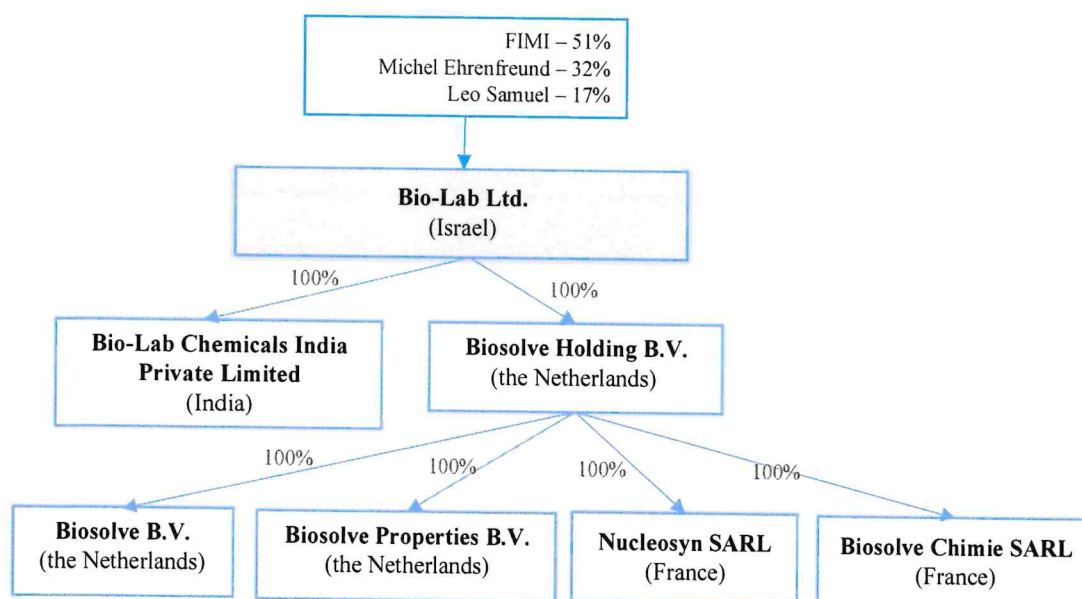 FIMI – 51%
Michel Ehrenfreund – 32%
Leo Samuel – 17%
Bio-Lab Ltd.
(Israel)
100%
100%
Bio-Lab Chemicals India
Private Limited
(India)
Biosolve Holding B.V.
(the Netherlands)
100%
100%
100%
100%
Biosolve B.V.
(the Netherlands)
Biosolve Properties B.V.
(the Netherlands)
Nucleosyn SARL
(France)
Biosolve Chimie SARL
(France)